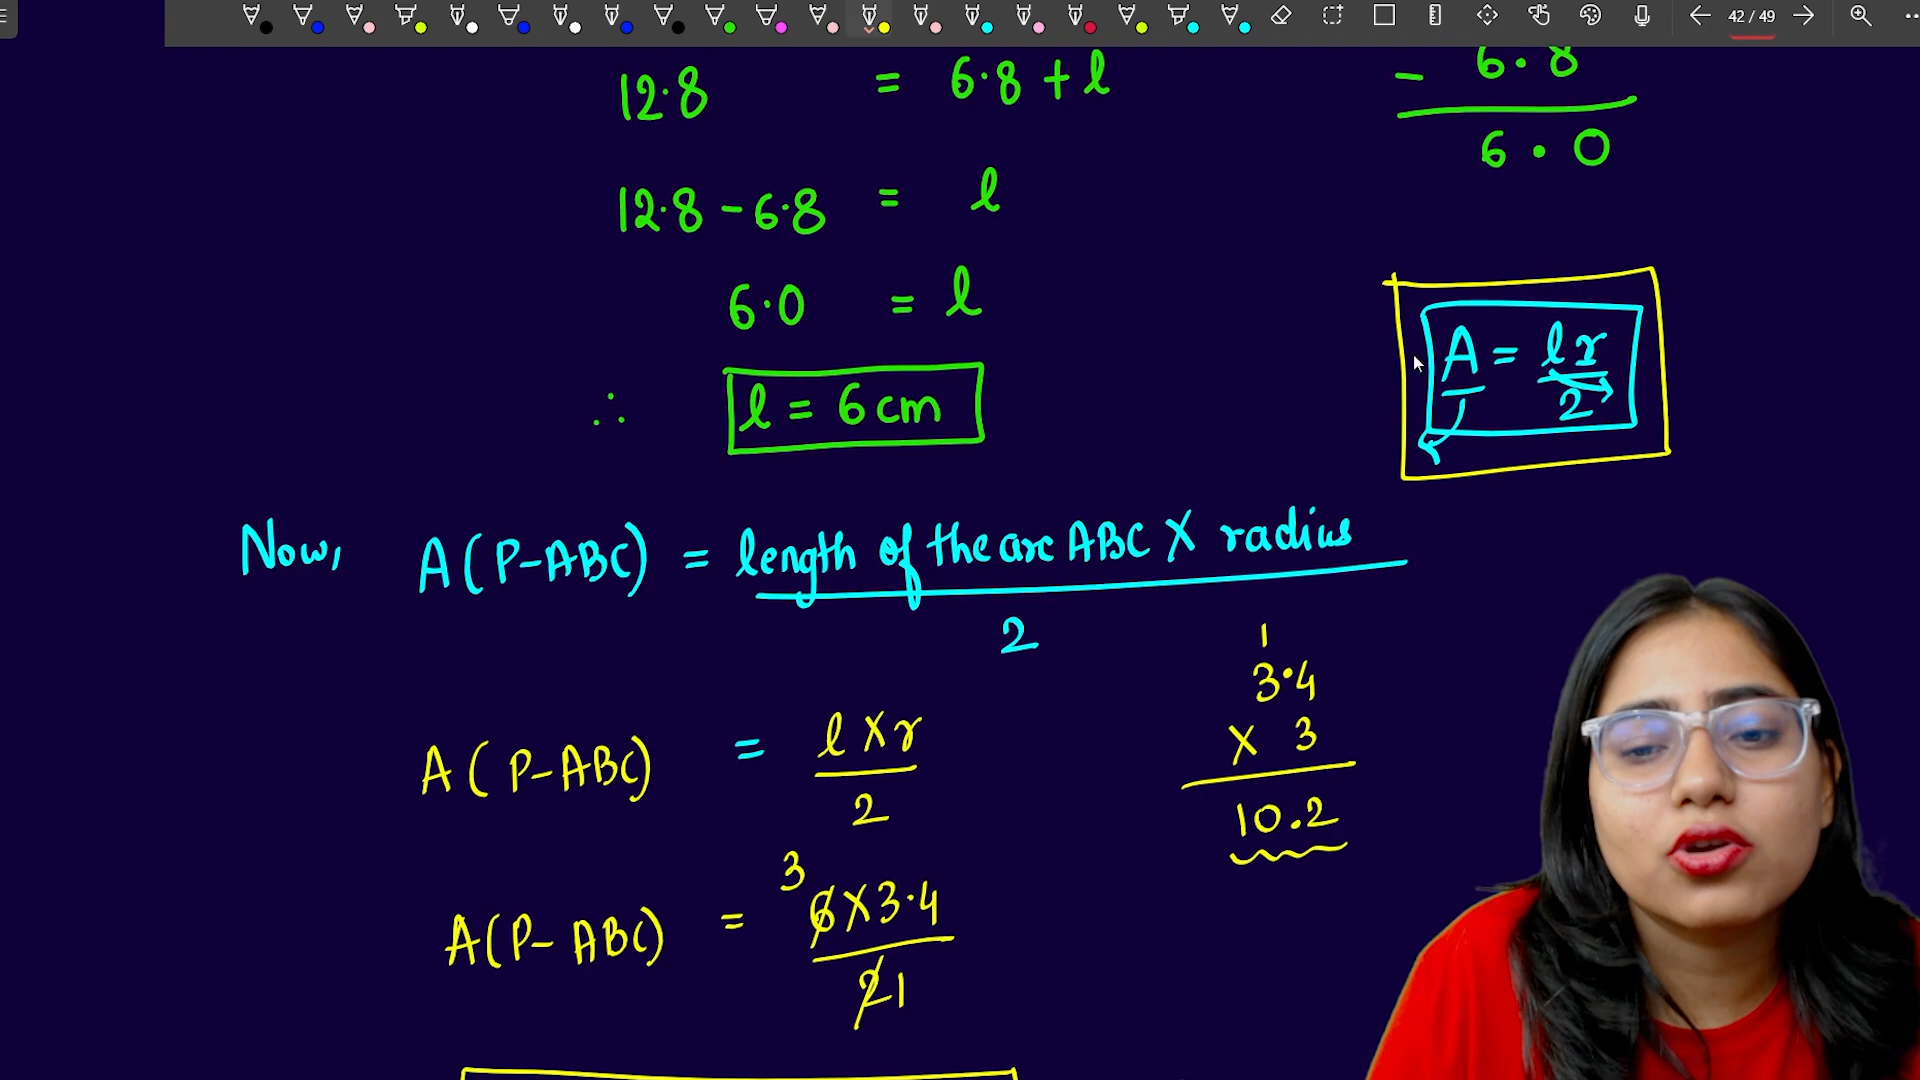 42 / 49
12.8 = 6.8 + l
- 6.8
6.0
12.8 - 6.8 = l
6.0 = l
∴ l = 6 cm
A = lr/2
Now, A(P-ABC) = length of the arc ABC X radius
2
A(P-ABC) = l X r
2
1
3.4
X 3
10.2
3
A(P-ABC) = 6 X 3.4
2 1